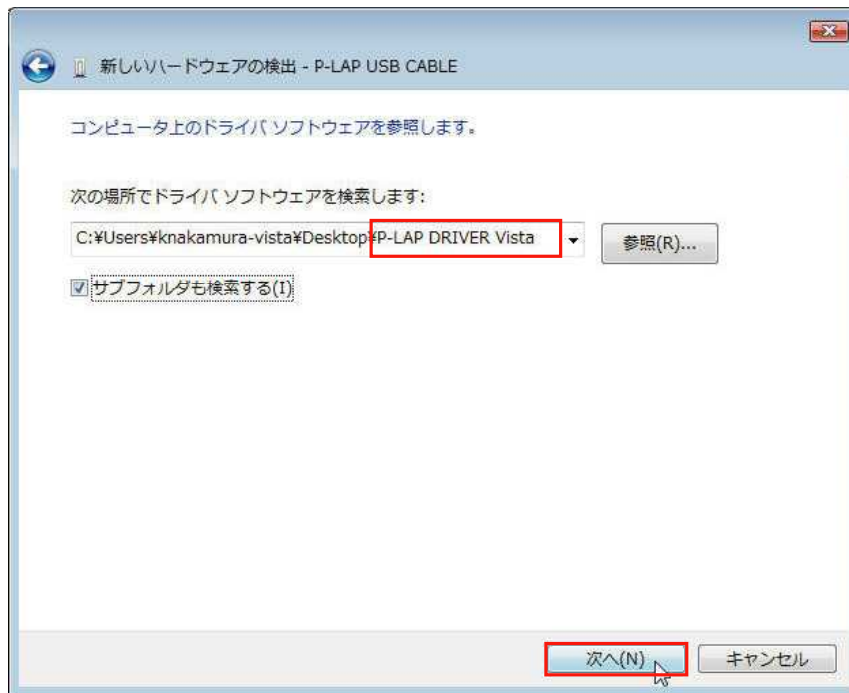 新しいハードウェアの検出 - P-LAP USB CABLE
コンピュータ上のドライバ ソフトウェアを参照します。
次の場所でドライバ ソフトウェアを検索します:
C:¥Users¥knakamura-vista¥Desktop¥P-LAP DRIVER Vista
参照(R)...
サブフォルダも検索する(I)
次へ(N)
キャンセル